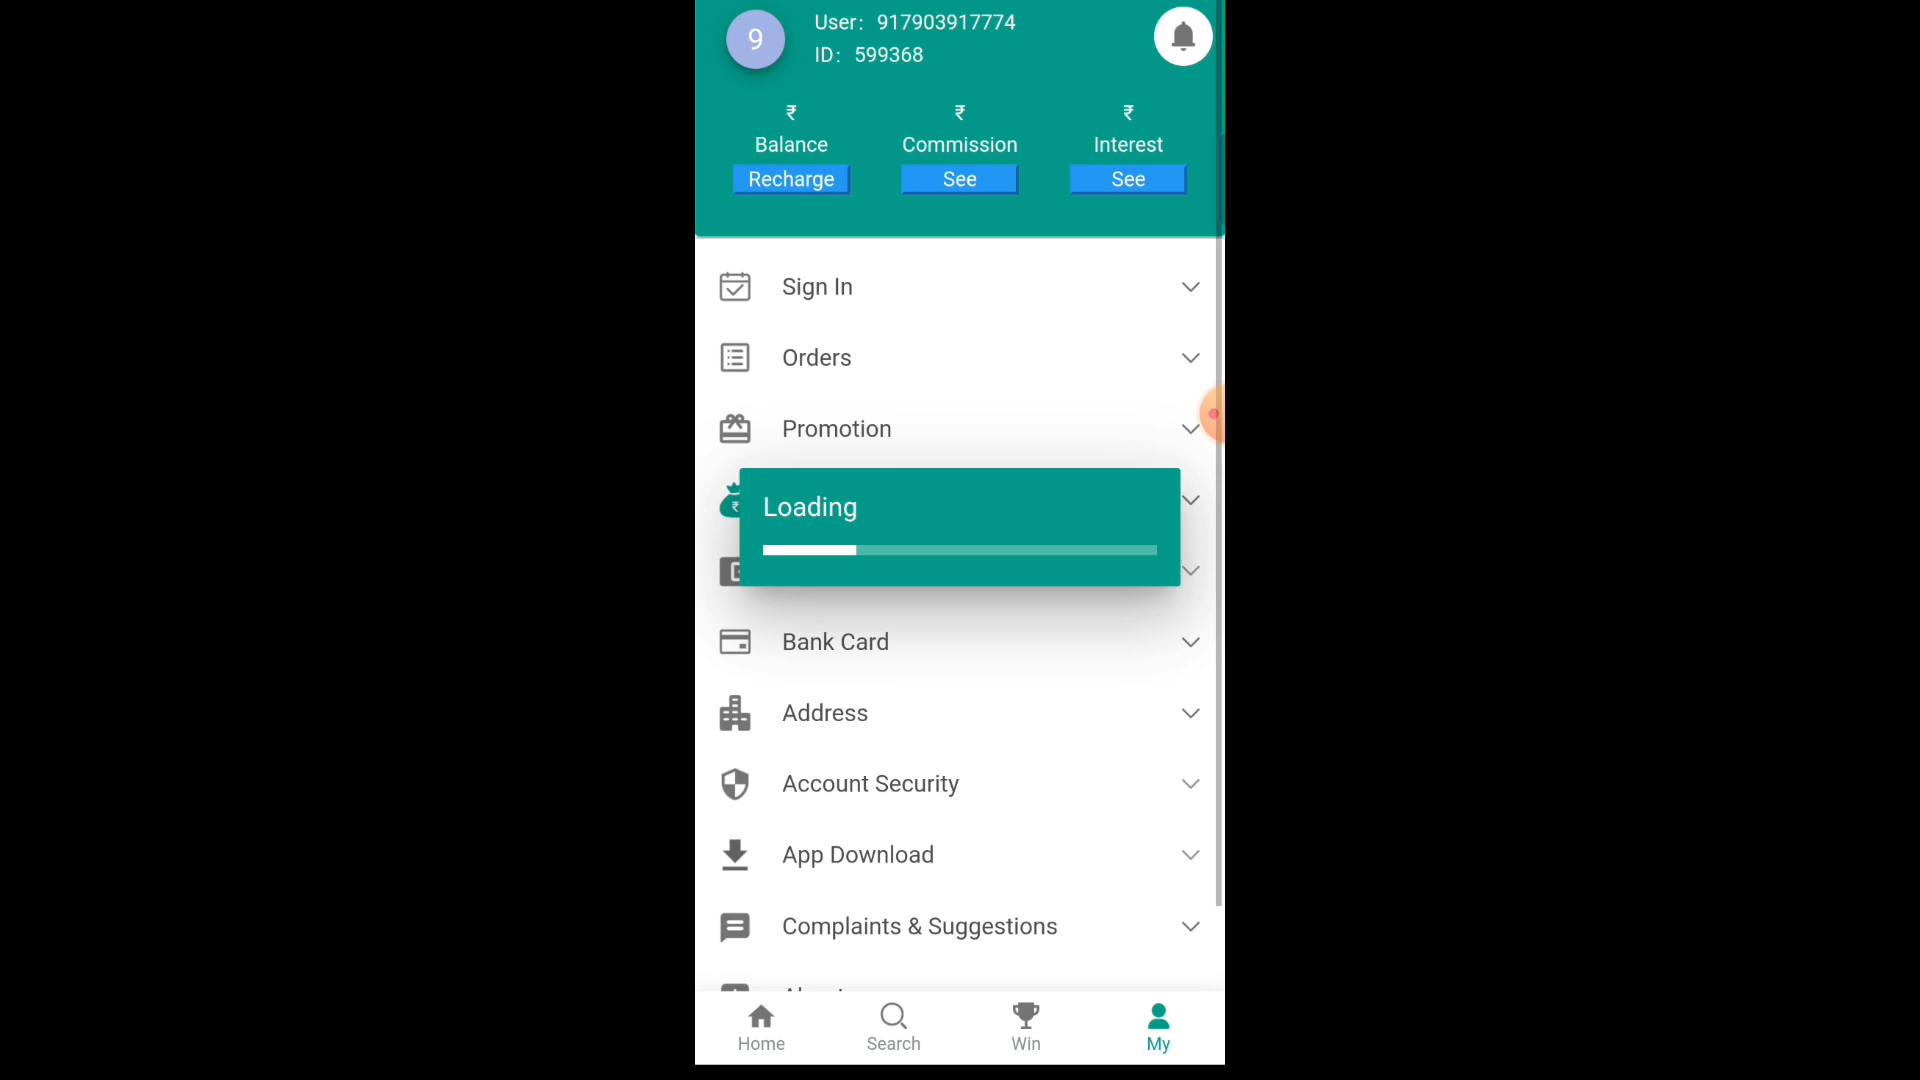 9
User: 917903917774
ID: 599368
₹ ₹ ₹
Balance Commission Interest
Recharge See See
Sign In
Orders
Promotion
₹
Loading
Bank Card
Address
Account Security
App Download
Complaints & Suggestions
Home Search Win My